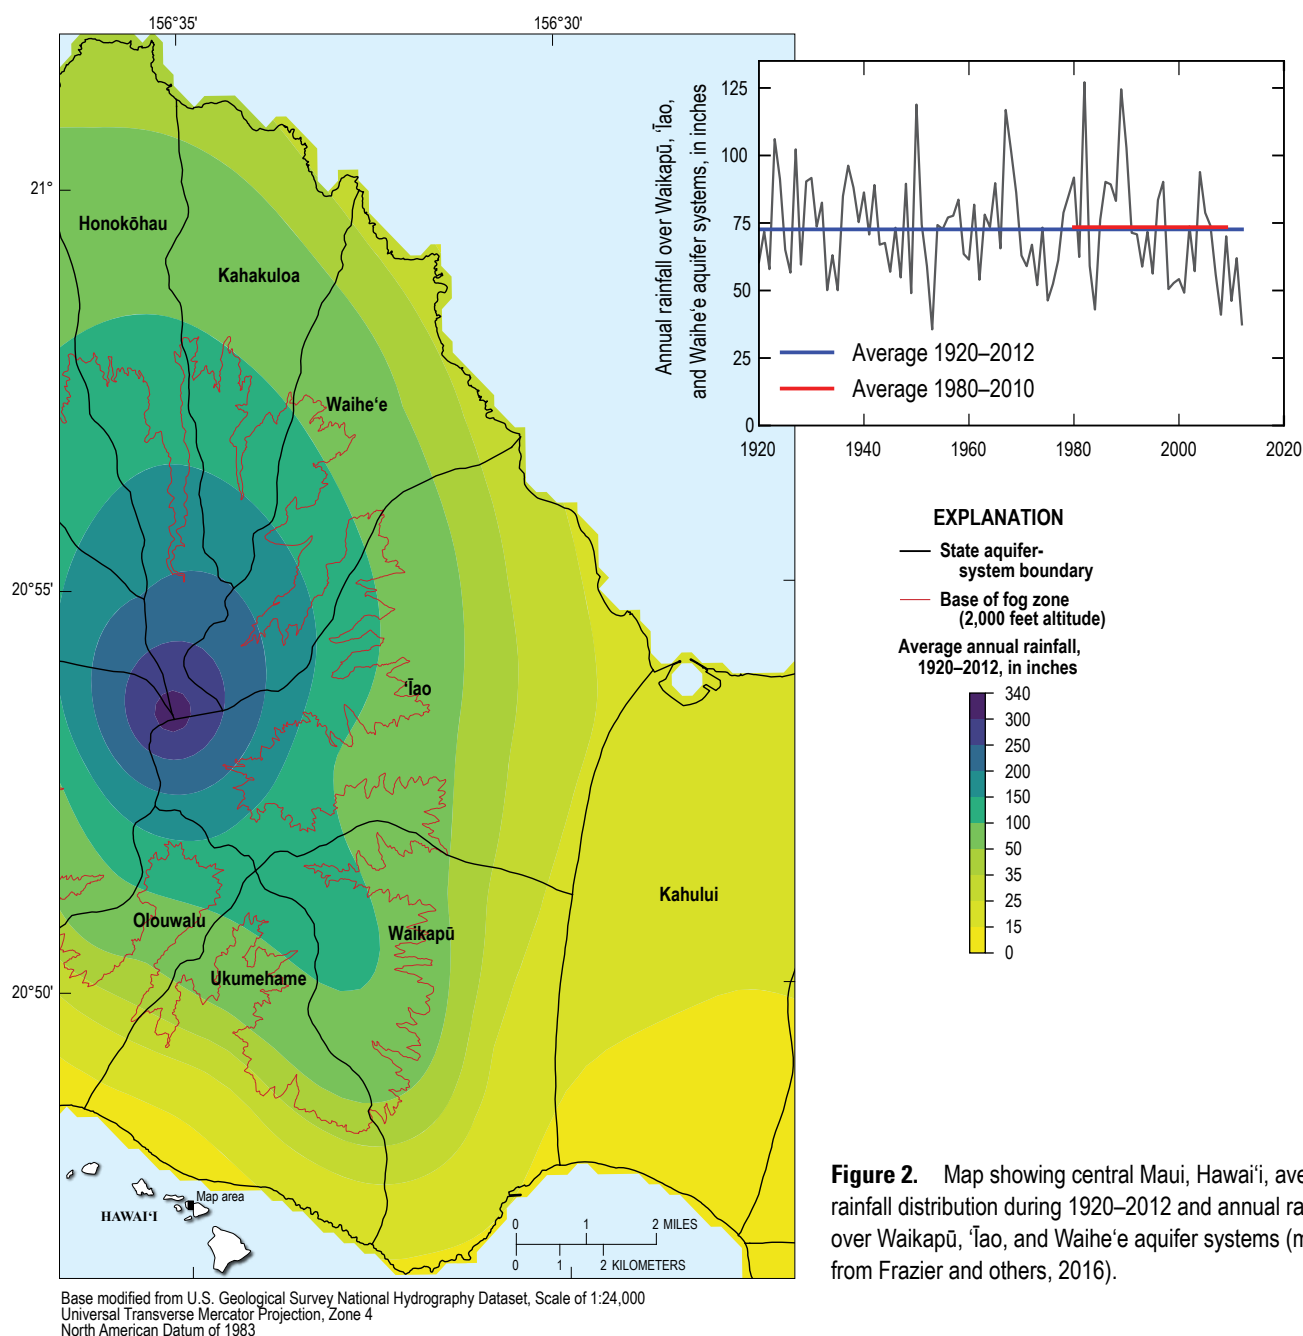 156°35'
156°30'
21°
20°55'
20°50'
Honokōhau
Kahakuloa
Waiheʻe
ʻĪao
Kahului
Olouwalu
Waikapū
Ukumehame
Map area
HAWAIʻI
0 1 2 MILES
0 1 2 KILOMETERS
Base modified from U.S. Geological Survey National Hydrography Dataset, Scale of 1:24,000
Universal Transverse Mercator Projection, Zone 4
North American Datum of 1983
Annual rainfall over Waikapū, ʻĪao,
and Waiheʻe aquifer systems, in inches
125
100
75
50
25
0
Average 1920–2012
Average 1980–2010
1920 1940 1960 1980 2000 2020
EXPLANATION
State aquifer-
system boundary
Base of fog zone
(2,000 feet altitude)
Average annual rainfall,
1920–2012, in inches
340
300
250
200
150
100
50
35
25
15
0
Figure 2. Map showing central Maui, Hawaiʻi, ave
rainfall distribution during 1920–2012 and annual ra
over Waikapū, ʻĪao, and Waiheʻe aquifer systems (m
from Frazier and others, 2016).